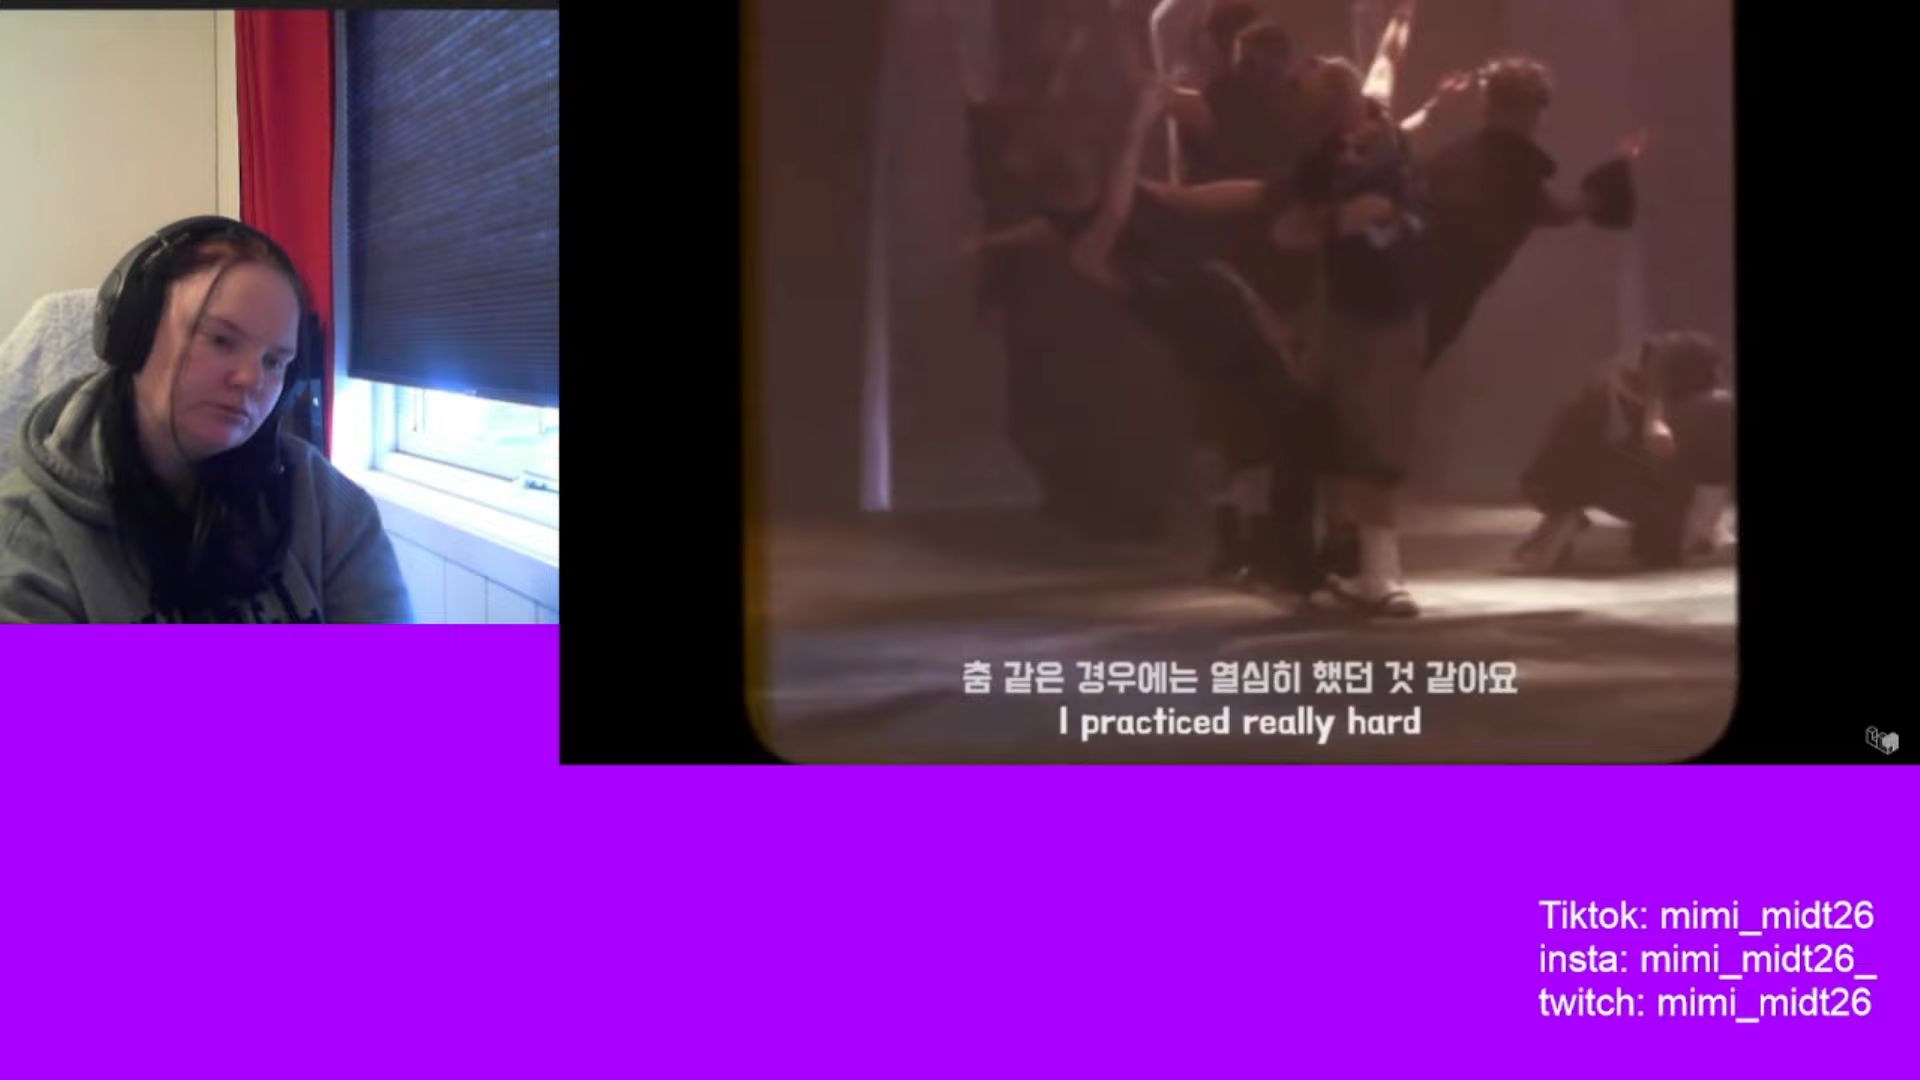 춤 같은 경우에는 열심히 했던 것 같아요
I practiced really hard
Tiktok: mimi_midt26
insta: mimi_midt26_
twitch: mimi_midt26